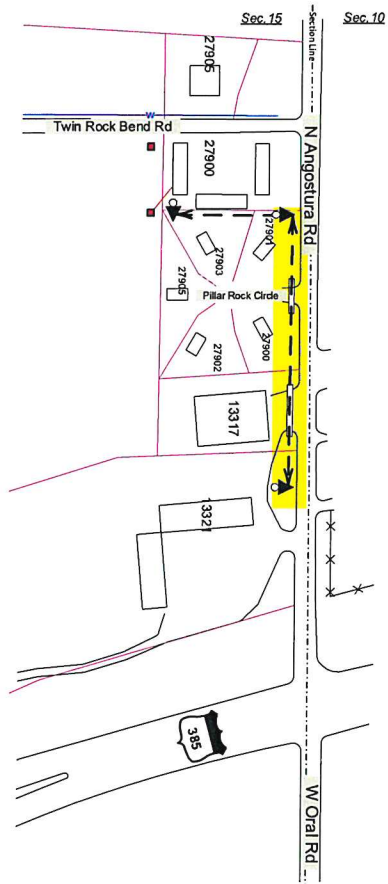 Sec.15
Section Line
Sec.10
27905
W
Twin Rock Bend Rd
N Angostura Rd
27900
27901
27903
27905
Pillar Rock Circle
27900
27902
13317
13321
385
W Oral Rd